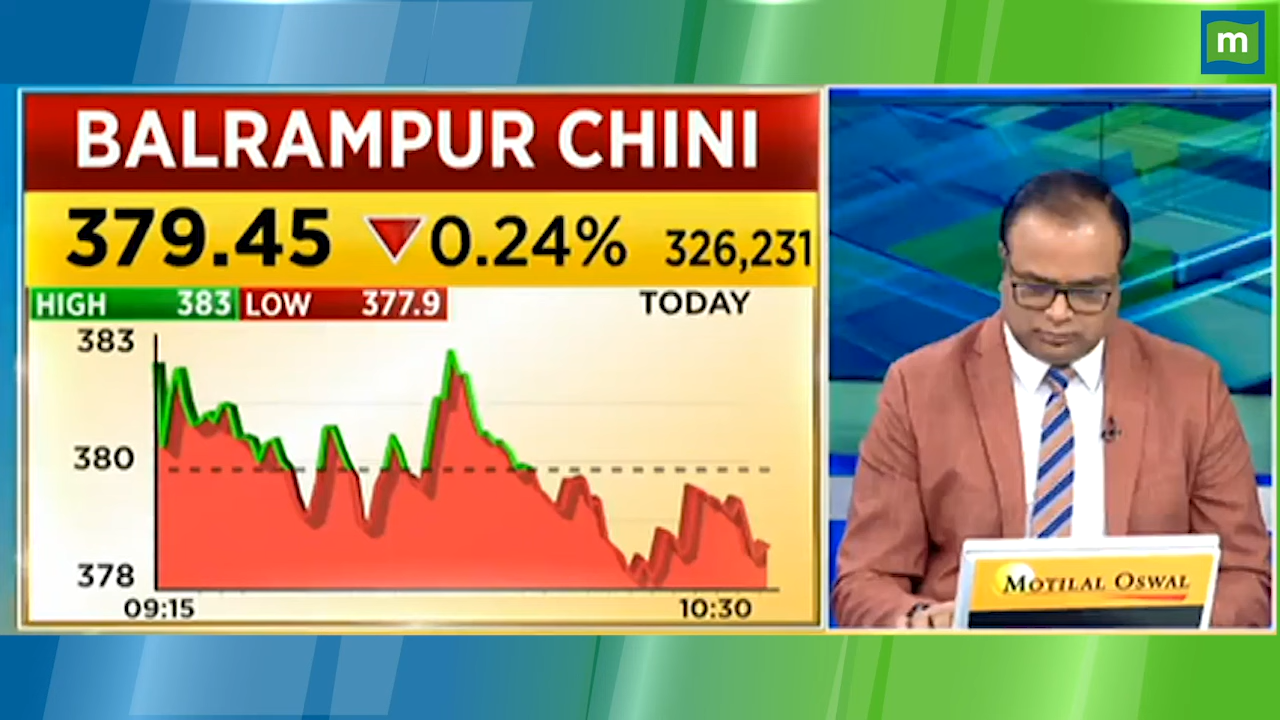 m
BALRAMPUR CHINI
379.45 ▼0.24% 326,231
HIGH 383 LOW 377.9 TODAY
383
380
378
09:15 10:30
MOTILAL OSWAL